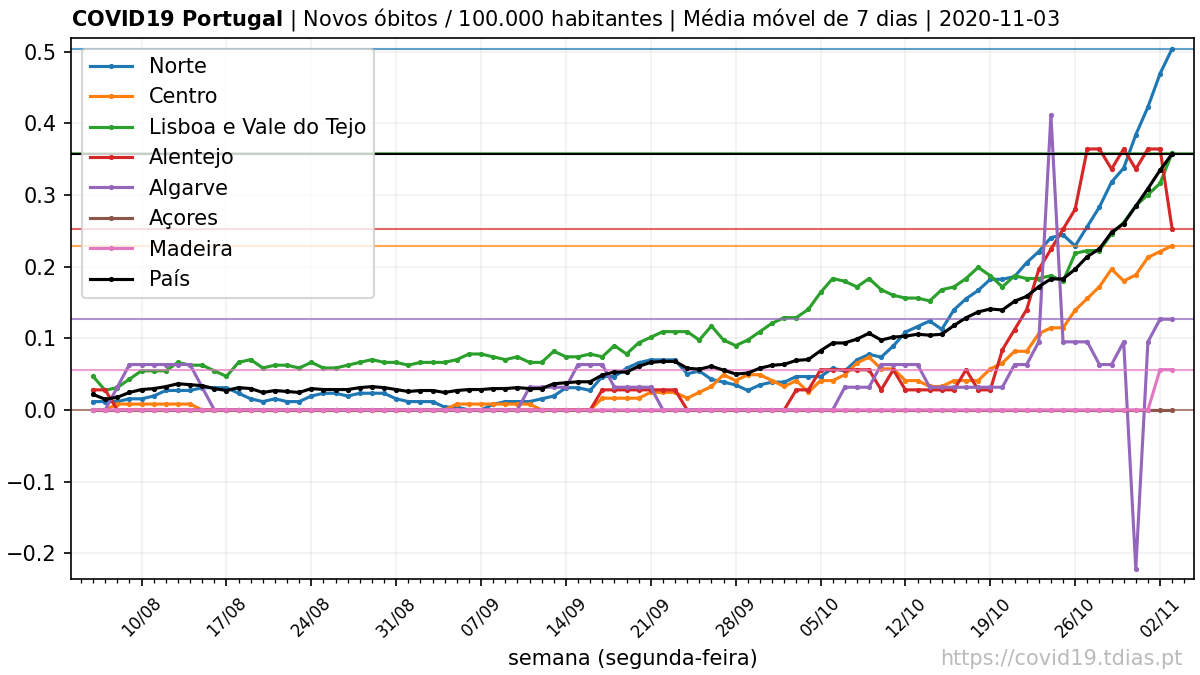 COVID19 Portugal | Novos óbitos / 100.000 habitantes | Média móvel de 7 dias | 2020-11-03
0.5
0.4
0.3
0.2
0.1
0.0
−0.1
−0.2
Norte
Centro
Lisboa e Vale do Tejo
Alentejo
Algarve
Açores
Madeira
País
10/08 17/08 24/08 31/08 07/09 14/09 21/09 28/09 05/10 12/10 19/10 26/10 02/11
semana (segunda-feira)
https://covid19.tdias.pt